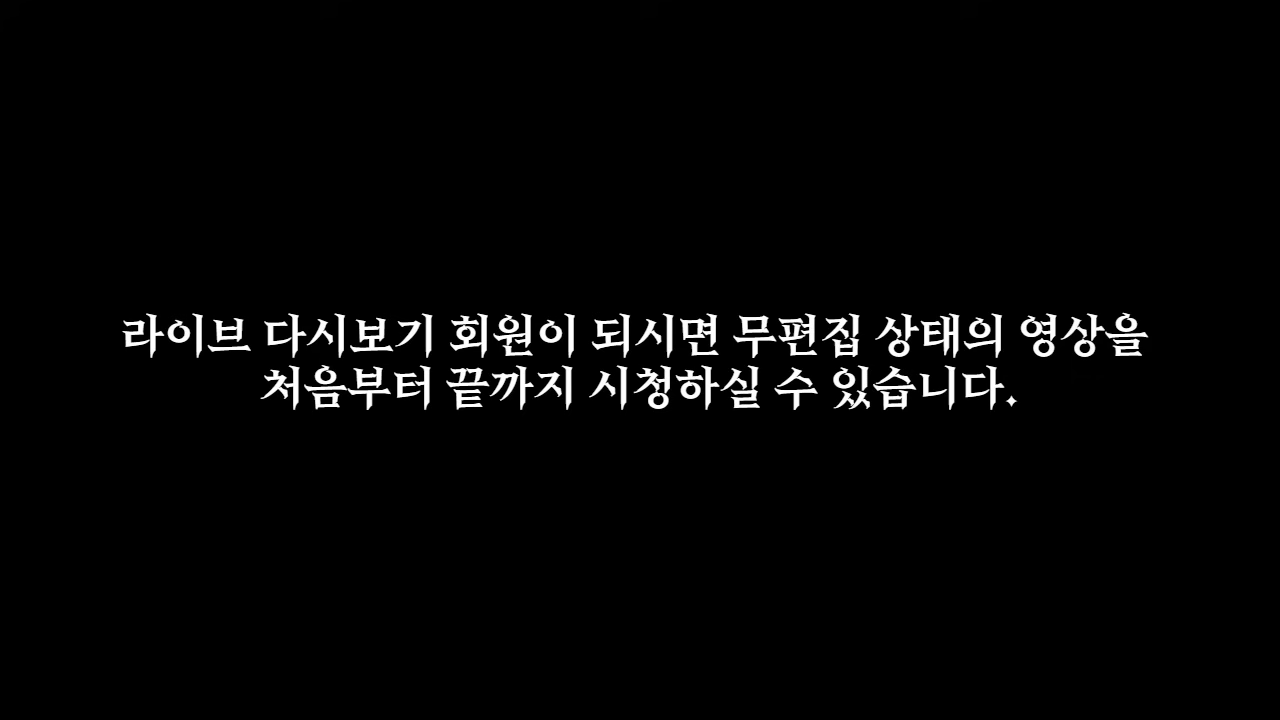 라이브 다시보기 회원이 되시면 무편집 상태의 영상을
처음부터 끝까지 시청하실 수 있습니다.